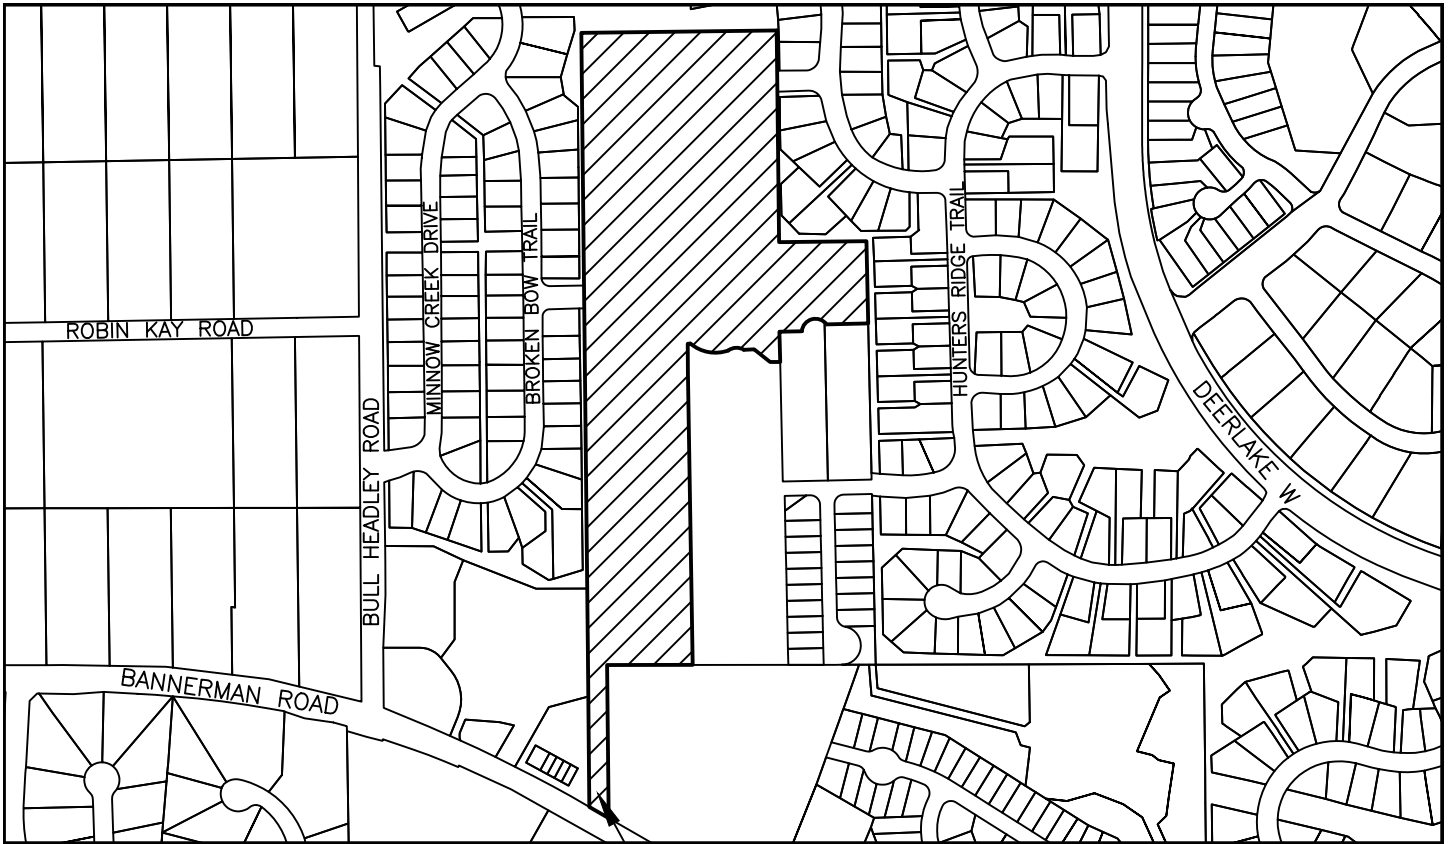 MINNOW CREEK DRIVE
BROKEN BOW TRAIL
HUNTERS RIDGE TRAIL
ROBIN KAY ROAD
BULL HEADLEY ROAD
DEERLAKE W
BANNERMAN ROAD